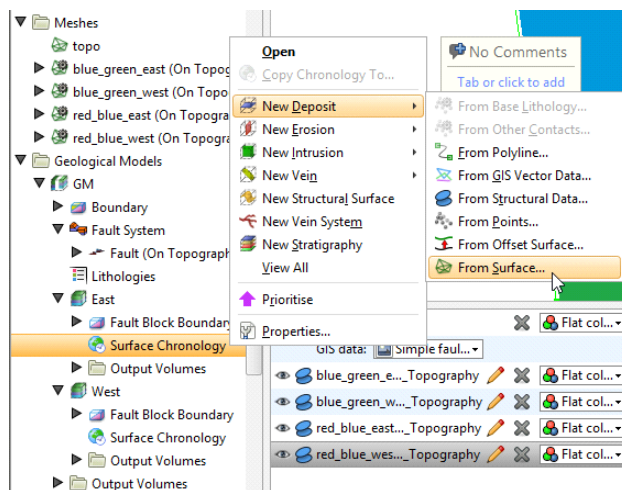 Meshes
topo
blue_green_east (On Topog
blue_green_west (On Topo
red_blue_east (On Topogra
red_blue_west (On Topogra
Geological Models
GM
Boundary
Fault System
Fault (On Topograph
Lithologies
East
Fault Block Boundar
Surface Chronology
Output Volumes
West
Fault Block Boundary
Surface Chronology
Output Volumes
Output Volumes
Open
Copy Chronology To...
New Deposit
New Erosion
New Intrusion
New Vein
New Structural Surface
New Vein System
New Stratigraphy
View All
Prioritise
Properties...
No Comments
Tab or click to add
From Base Lithology...
From Other Contacts...
From Polyline...
From GIS Vector Data...
From Structural Data...
From Points...
From Offset Surface...
From Surface...
Flat col...
GIS data: Simple faul...
blue_green_e..._Topography Flat col...
blue_green_w..._Topography Flat col...
red_blue_east..._Topography Flat col...
red_blue_wes..._Topography Flat col...